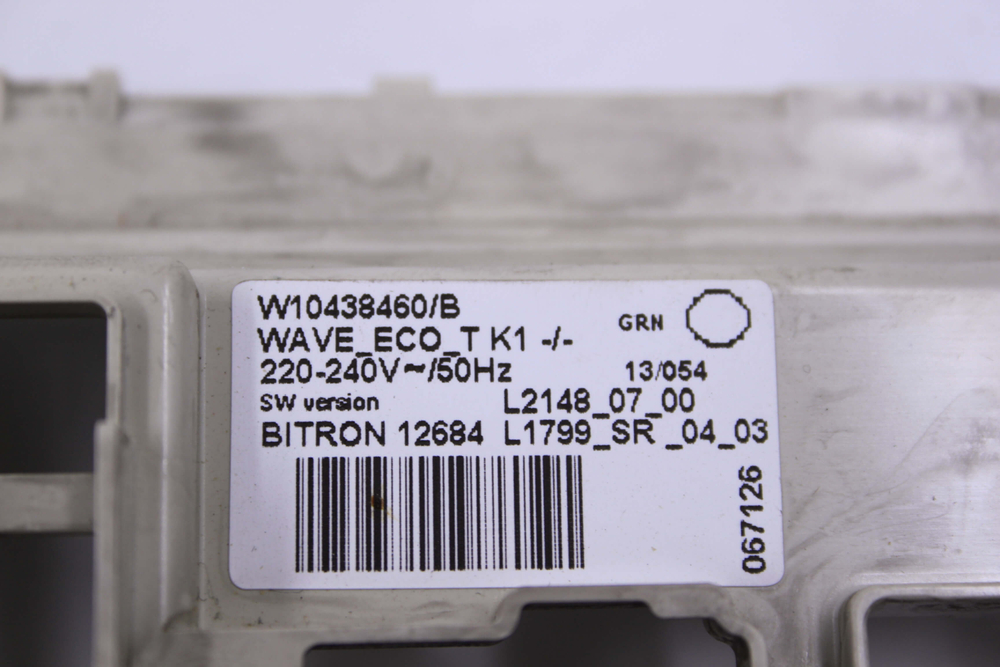 W10438460/B
GRN
WAVE_ECO_T K1 -/-
220-240V~/50Hz 13/054
SW version L2148_07_00
BITRON 12684 L1799_SR _04_03
067126